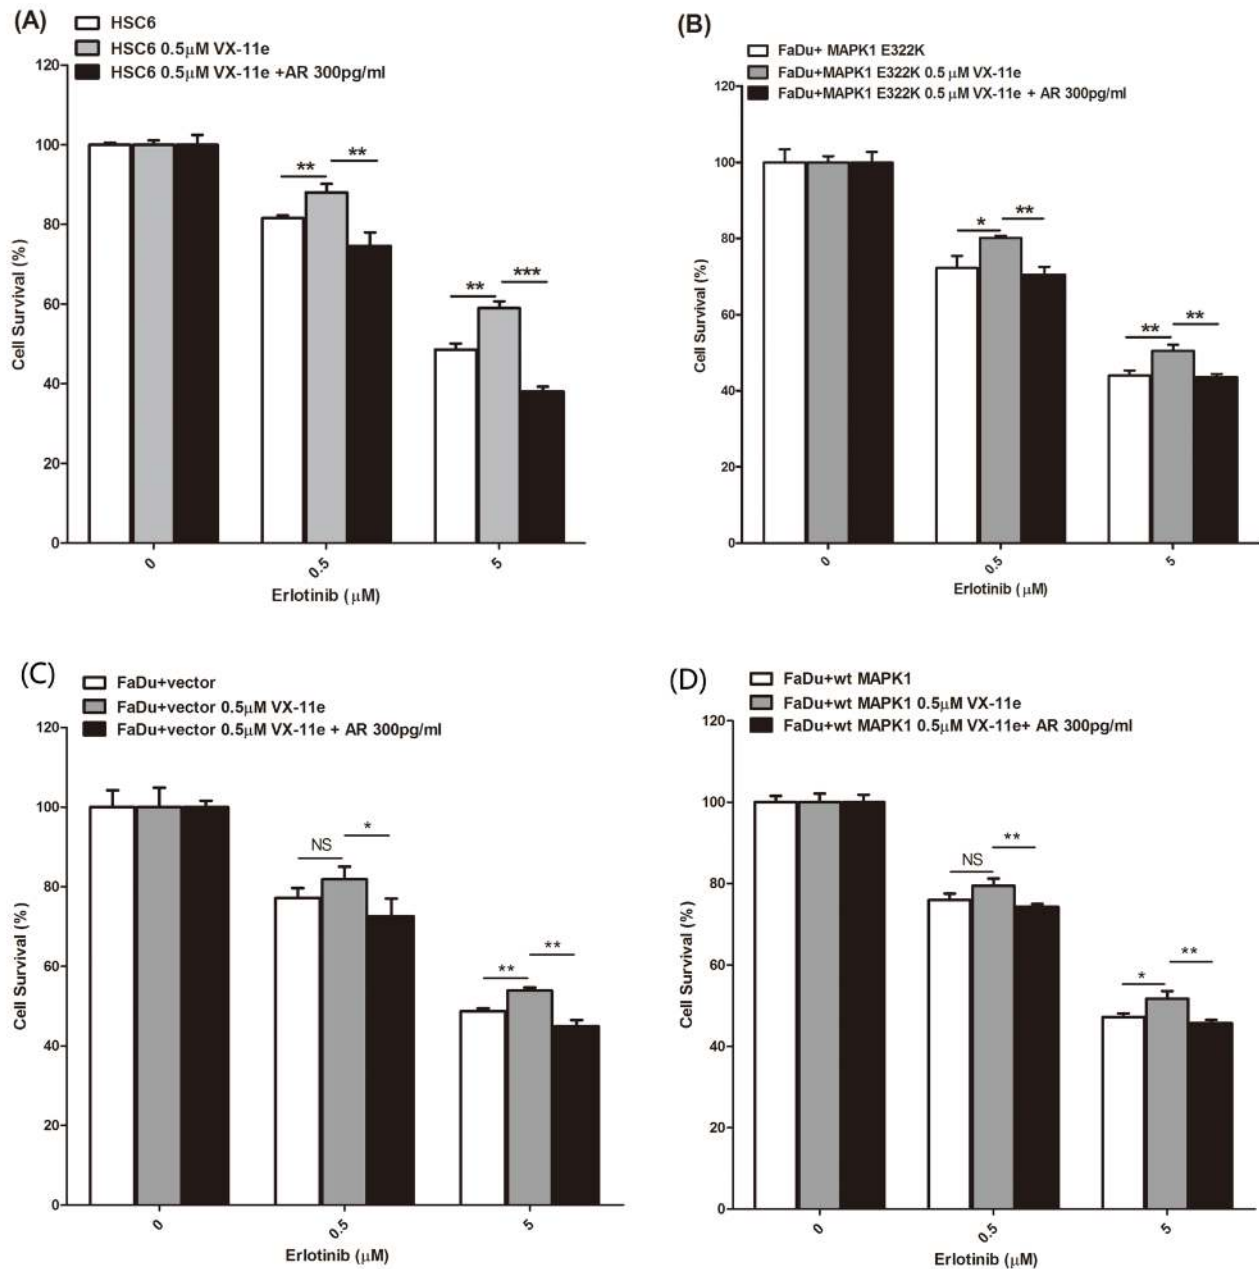 (A)
HSC6
HSC6 0.5μM VX-11e
HSC6 0.5μM VX-11e +AR 300pg/ml
120
100
80
60
40
20
0
Cell Survival (%)
**
**
**
***
0
0.5
5
Erlotinib (μM)
(B)
FaDu+ MAPK1 E322K
FaDu+MAPK1 E322K 0.5 μM VX-11e
FaDu+MAPK1 E322K 0.5 μM VX-11e + AR 300pg/ml
120
100
80
60
40
20
0
Cell Survival (%)
*
**
**
**
0
0.5
5
Erlotinib (μM)
(C)
FaDu+vector
FaDu+vector 0.5μM VX-11e
FaDu+vector 0.5μM VX-11e + AR 300pg/ml
120
100
80
60
40
20
0
Cell Survival (%)
NS
*
**
**
0
0.5
5
Erlotinib (μM)
(D)
FaDu+wt MAPK1
FaDu+wt MAPK1 0.5μM VX-11e
FaDu+wt MAPK1 0.5μM VX-11e+ AR 300pg/ml
120
100
80
60
40
20
0
Cell Survival (%)
NS
**
*
**
0
0.5
5
Erlotinib (μM)